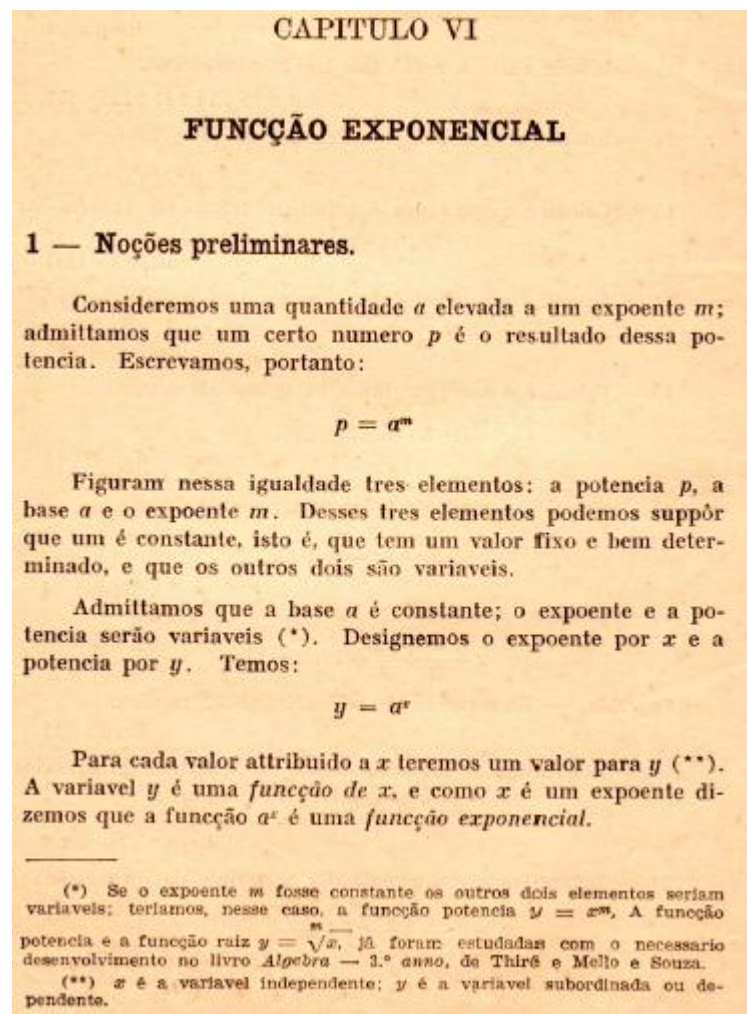 CAPITULO VI
FUNCÇÃO EXPONENCIAL
1 — Noções preliminares.
Consideremos uma quantidade a elevada a um expoente m;
admittamos que um certo numero p é o resultado dessa po-
tencia. Escrevamos, portanto:
p = aᵐ
Figuram nessa igualdade tres elementos: a potencia p, a
base a e o expoente m. Desses tres elementos podemos suppôr
que um é constante, isto é, que tem um valor fixo e bem deter-
minado, e que os outros dois são variaveis.
Admittamos que a base a é constante; o expoente e a po-
tencia serão variaveis (*). Designemos o expoente por x e a
potencia por y. Temos:
y = aˣ
Para cada valor attribuido a x teremos um valor para y (**).
A variavel y é uma funcção de x, e como x é um expoente di-
zemos que a funcção aˣ é uma funcção exponencial.
(*) Se o expoente m fosse constante os outros dois elementos seriam
variaveis; teriamos, nesse caso, a funcção potencia y = xᵐ, A funcção
potencia e a funcção raiz y = ᵐ√x, já foram estudadas com o necessario
desenvolvimento no livro Algebra — 3.º anno, de Thiré e Mello e Souza.
(**) x é a variavel independente; y é a variavel subordinada ou de-
pendente.